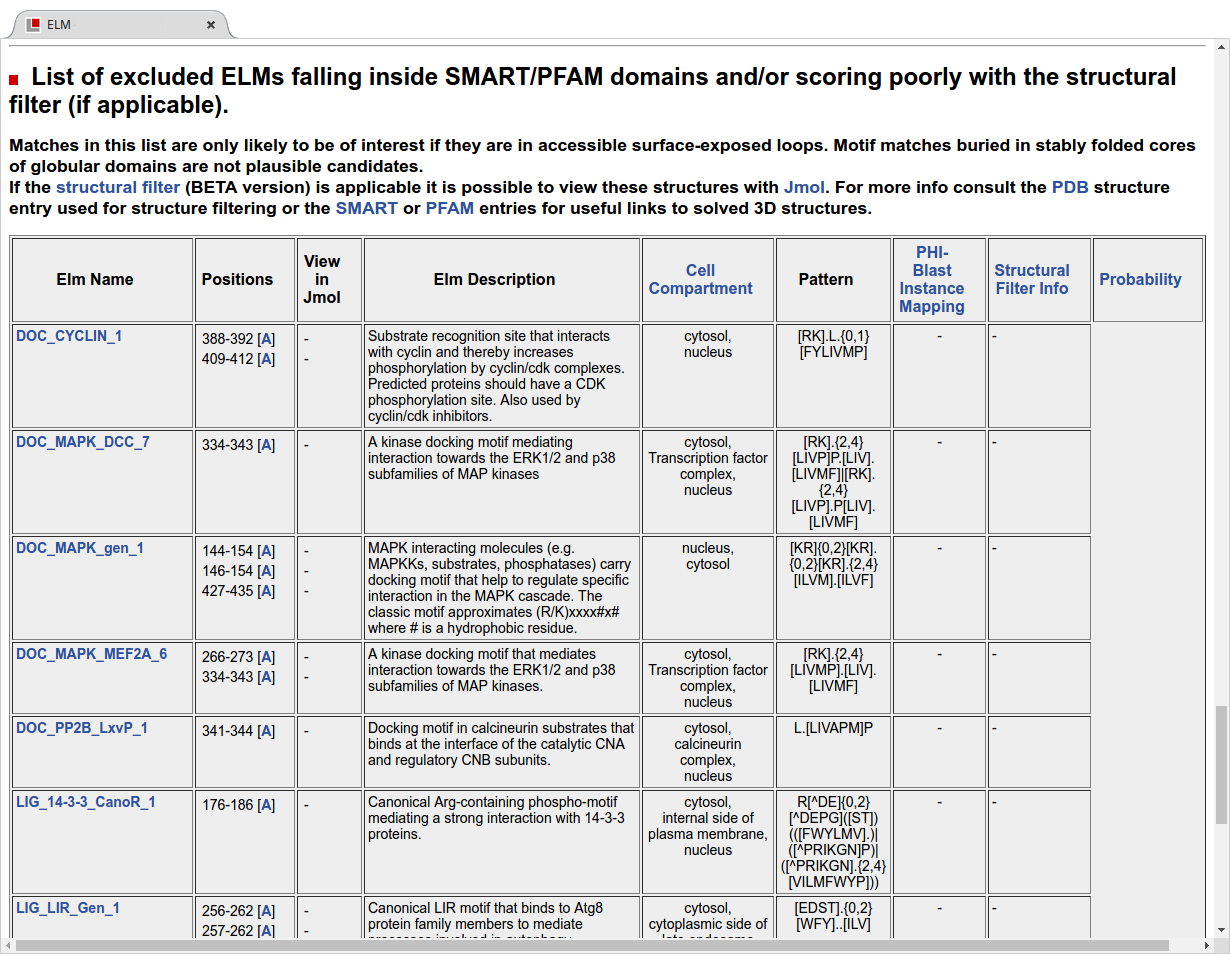 ELM
List of excluded ELMs falling inside SMART/PFAM domains and/or scoring poorly with the structural
filter (if applicable).
Matches in this list are only likely to be of interest if they are in accessible surface-exposed loops. Motif matches buried in stably folded cores
of globular domains are not plausible candidates.
If the structural filter (BETA version) is applicable it is possible to view these structures with Jmol. For more info consult the PDB structure
entry used for structure filtering or the SMART or PFAM entries for useful links to solved 3D structures.
Elm Name
Positions
View
in
Jmol
Elm Description
Cell
Compartment
Pattern
PHI-
Blast
Instance
Mapping
Structural
Filter Info
Probability
DOC_CYCLIN_1
388-392 [A]
409-412 [A]
-
-
Substrate recognition site that interacts
with cyclin and thereby increases
phosphorylation by cyclin/cdk complexes.
Predicted proteins should have a CDK
phosphorylation site. Also used by
cyclin/cdk inhibitors.
cytosol,
nucleus
[RK].L.{0,1}
[FYLIVMP]
-
-
DOC_MAPK_DCC_7
334-343 [A]
-
A kinase docking motif mediating
interaction towards the ERK1/2 and p38
subfamilies of MAP kinases
cytosol,
Transcription factor
complex,
nucleus
[RK].{2,4}
[LIVP]P.[LIV].
[LIVMF]|[RK].
{2,4}
[LIVP].P[LIV].
[LIVMF]
-
-
DOC_MAPK_gen_1
144-154 [A]
146-154 [A]
427-435 [A]
-
-
-
MAPK interacting molecules (e.g.
MAPKKs, substrates, phosphatases) carry
docking motif that help to regulate specific
interaction in the MAPK cascade. The
classic motif approximates (R/K)xxxx#x#
where # is a hydrophobic residue.
nucleus,
cytosol
[KR]{0,2}[KR].
{0,2}[KR].{2,4}
[ILVM].[ILVF]
-
-
DOC_MAPK_MEF2A_6
266-273 [A]
334-343 [A]
-
-
A kinase docking motif that mediates
interaction towards the ERK1/2 and p38
subfamilies of MAP kinases.
cytosol,
Transcription factor
complex,
nucleus
[RK].{2,4}
[LIVMP].[LIV].
[LIVMF]
-
-
DOC_PP2B_LxvP_1
341-344 [A]
-
Docking motif in calcineurin substrates that
binds at the interface of the catalytic CNA
and regulatory CNB subunits.
cytosol,
calcineurin
complex,
nucleus
L.[LIVAPM]P
-
-
LIG_14-3-3_CanoR_1
176-186 [A]
-
Canonical Arg-containing phospho-motif
mediating a strong interaction with 14-3-3
proteins.
cytosol,
internal side of
plasma membrane,
nucleus
R[^DE]{0,2}
[^DEPG]([ST])
(([FWYLMV].)|
([^PRIKGN]P)|
([^PRIKGN].{2,4}
[VILMFWYP]))
-
-
LIG_LIR_Gen_1
256-262 [A]
257-262 [A]
-
-
Canonical LIR motif that binds to Atg8
protein family members to mediate
processes involved in autophagy.
cytosol,
cytoplasmic side of
late endosome
[EDST].{0,2}
[WFY]..[ILV]
-
-